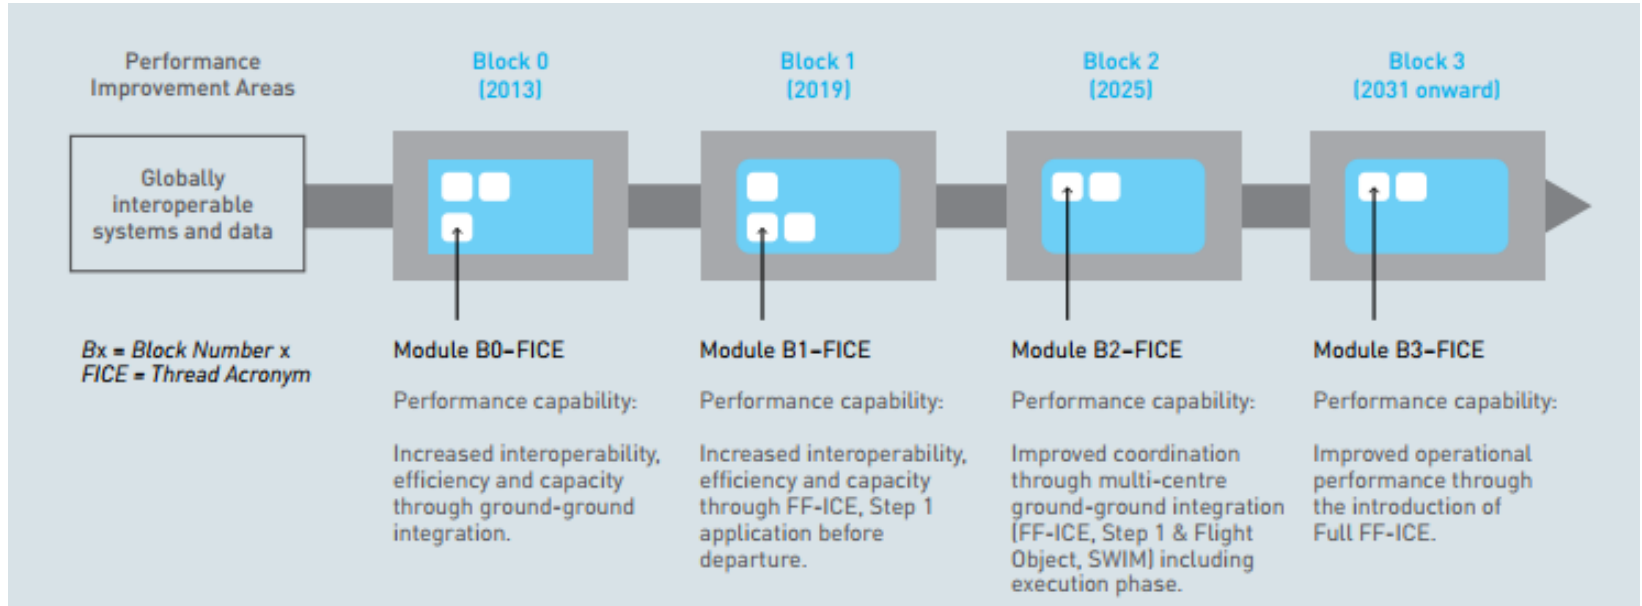 Performance
Improvement Areas
Block 0
(2013)
Block 1
(2019)
Block 2
(2025)
Block 3
(2031 onward)
Globally
interoperable
systems and data
Bx = Block Number x
FICE = Thread Acronym
Module B0–FICE
Performance capability:
Increased interoperability,
efficiency and capacity
through ground-ground
integration.
Module B1–FICE
Performance capability:
Increased interoperability,
efficiency and capacity
through FF-ICE, Step 1
application before
departure.
Module B2–FICE
Performance capability:
Improved coordination
through multi-centre
ground-ground integration
(FF-ICE, Step 1 & Flight
Object, SWIM) including
execution phase.
Module B3–FICE
Performance capability:
Improved operational
performance through
the introduction of
Full FF-ICE.